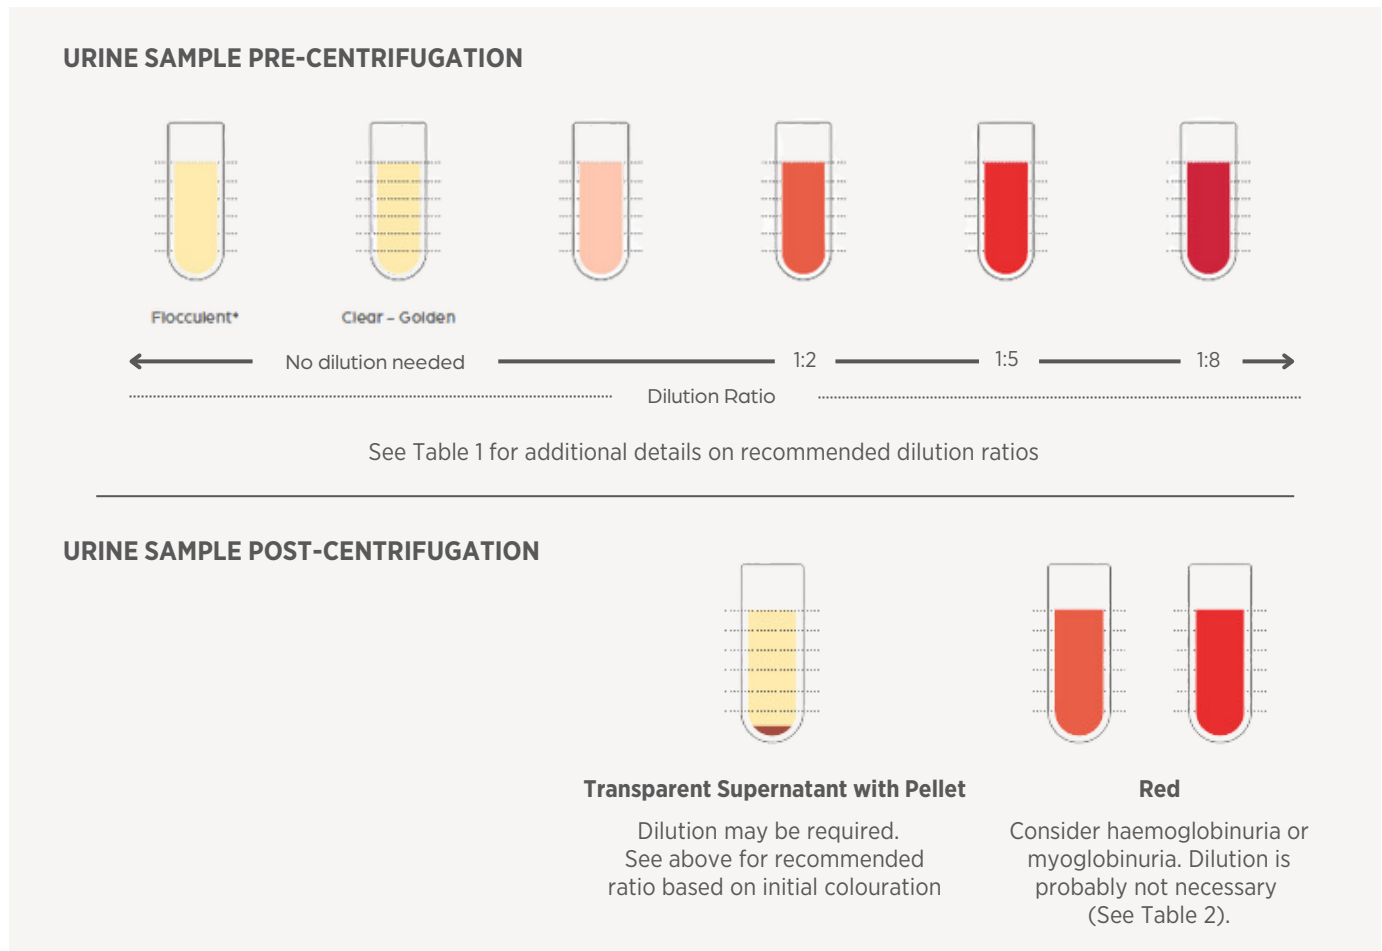 URINE SAMPLE PRE-CENTRIFUGATION
Flocculent*
Clear – Golden
No dilution needed
1:2
1:5
1:8
Dilution Ratio
See Table 1 for additional details on recommended dilution ratios
URINE SAMPLE POST-CENTRIFUGATION
Transparent Supernatant with Pellet
Dilution may be required.
See above for recommended
ratio based on initial colouration
Red
Consider haemoglobinuria or
myoglobinuria. Dilution is
probably not necessary
(See Table 2).